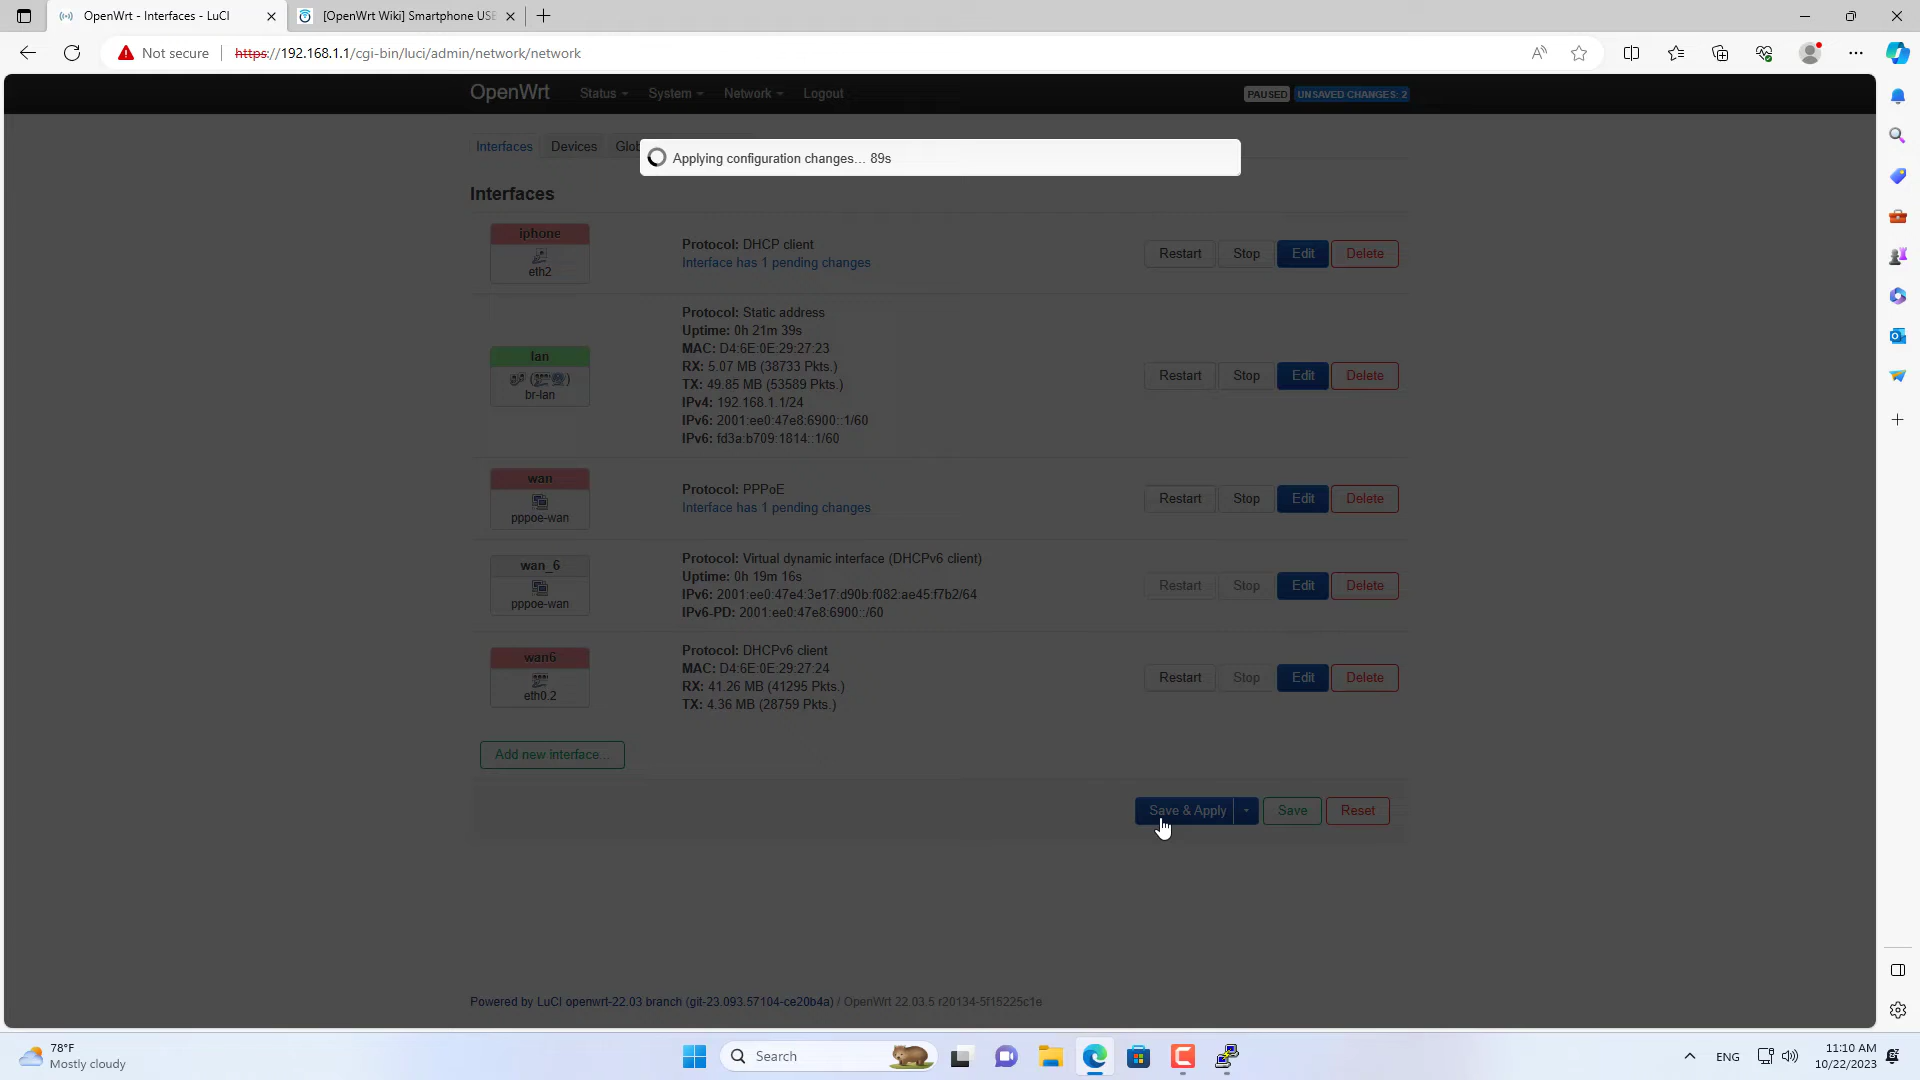 OpenWrt - Interfaces - LuCI
[OpenWrt Wiki] Smartphone USB
Not secure
https://192.168.1.1/cgi-bin/luci/admin/network/network
OpenWrt Status System Network Logout
PAUSED UNSAVED CHANGES: 2
Interfaces Devices Glob
Applying configuration changes… 89s
Interfaces
iphone
eth2
Protocol: DHCP client
Interface has 1 pending changes
Restart Stop Edit Delete
lan
br-lan
Protocol: Static address
Uptime: 0h 21m 39s
MAC: D4:6E:0E:29:27:23
RX: 5.07 MB (38733 Pkts.)
TX: 49.85 MB (53589 Pkts.)
IPv4: 192.168.1.1/24
IPv6: 2001:ee0:47e8:6900::1/60
IPv6: fd3a:b709:1814::1/60
Restart Stop Edit Delete
wan
pppoe-wan
Protocol: PPPoE
Interface has 1 pending changes
Restart Stop Edit Delete
wan_6
pppoe-wan
Protocol: Virtual dynamic interface (DHCPv6 client)
Uptime: 0h 19m 16s
IPv6: 2001:ee0:47e4:3e17:d90b:f082:ae45:f7b2/64
IPv6-PD: 2001:ee0:47e8:6900::/60
Restart Stop Edit Delete
wan6
eth0.2
Protocol: DHCPv6 client
MAC: D4:6E:0E:29:27:24
RX: 41.26 MB (41295 Pkts.)
TX: 4.36 MB (28759 Pkts.)
Restart Stop Edit Delete
Add new interface...
Save & Apply Save Reset
Powered by LuCI openwrt-22.03 branch (git-23.093.57104-ce20b4a) / OpenWrt 22.03.5 r20134-5f15225c1e
78°F
Mostly cloudy
Search
ENG
11:10 AM
10/22/2023